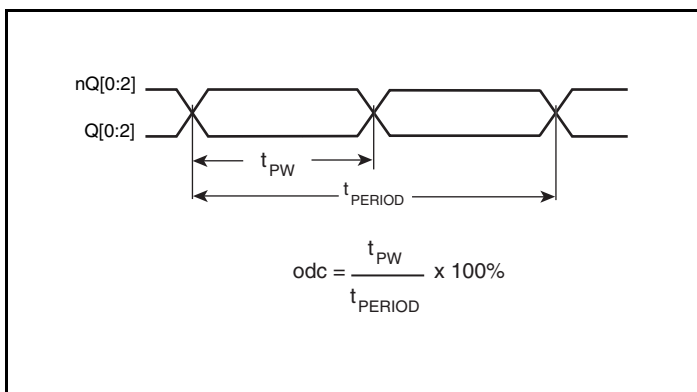 nQ[0:2]
Q[0:2]
tPW
tPERIOD
odc = tPW / tPERIOD x 100%